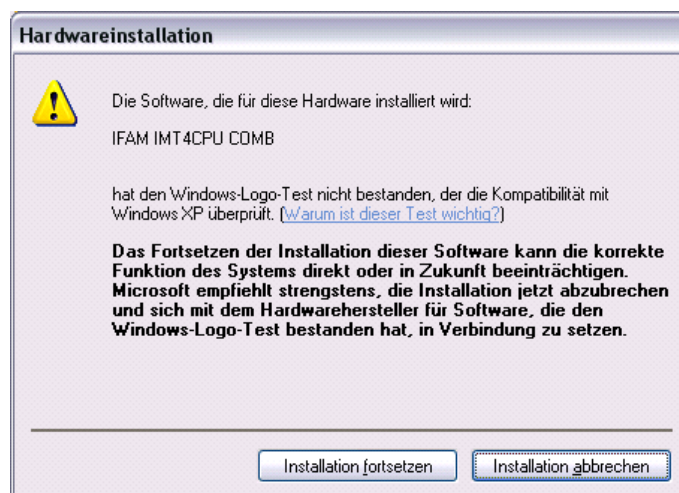 Hardwareinstallation
Die Software, die für diese Hardware installiert wird:
IFAM IMT4CPU COMB
hat den Windows-Logo-Test nicht bestanden, der die Kompatibilität mit
Windows XP überprüft. (Warum ist dieser Test wichtig?)
Das Fortsetzen der Installation dieser Software kann die korrekte
Funktion des Systems direkt oder in Zukunft beeinträchtigen.
Microsoft empfiehlt strengstens, die Installation jetzt abzubrechen
und sich mit dem Hardwarehersteller für Software, die den
Windows-Logo-Test bestanden hat, in Verbindung zu setzen.
Installation fortsetzen
Installation abbrechen